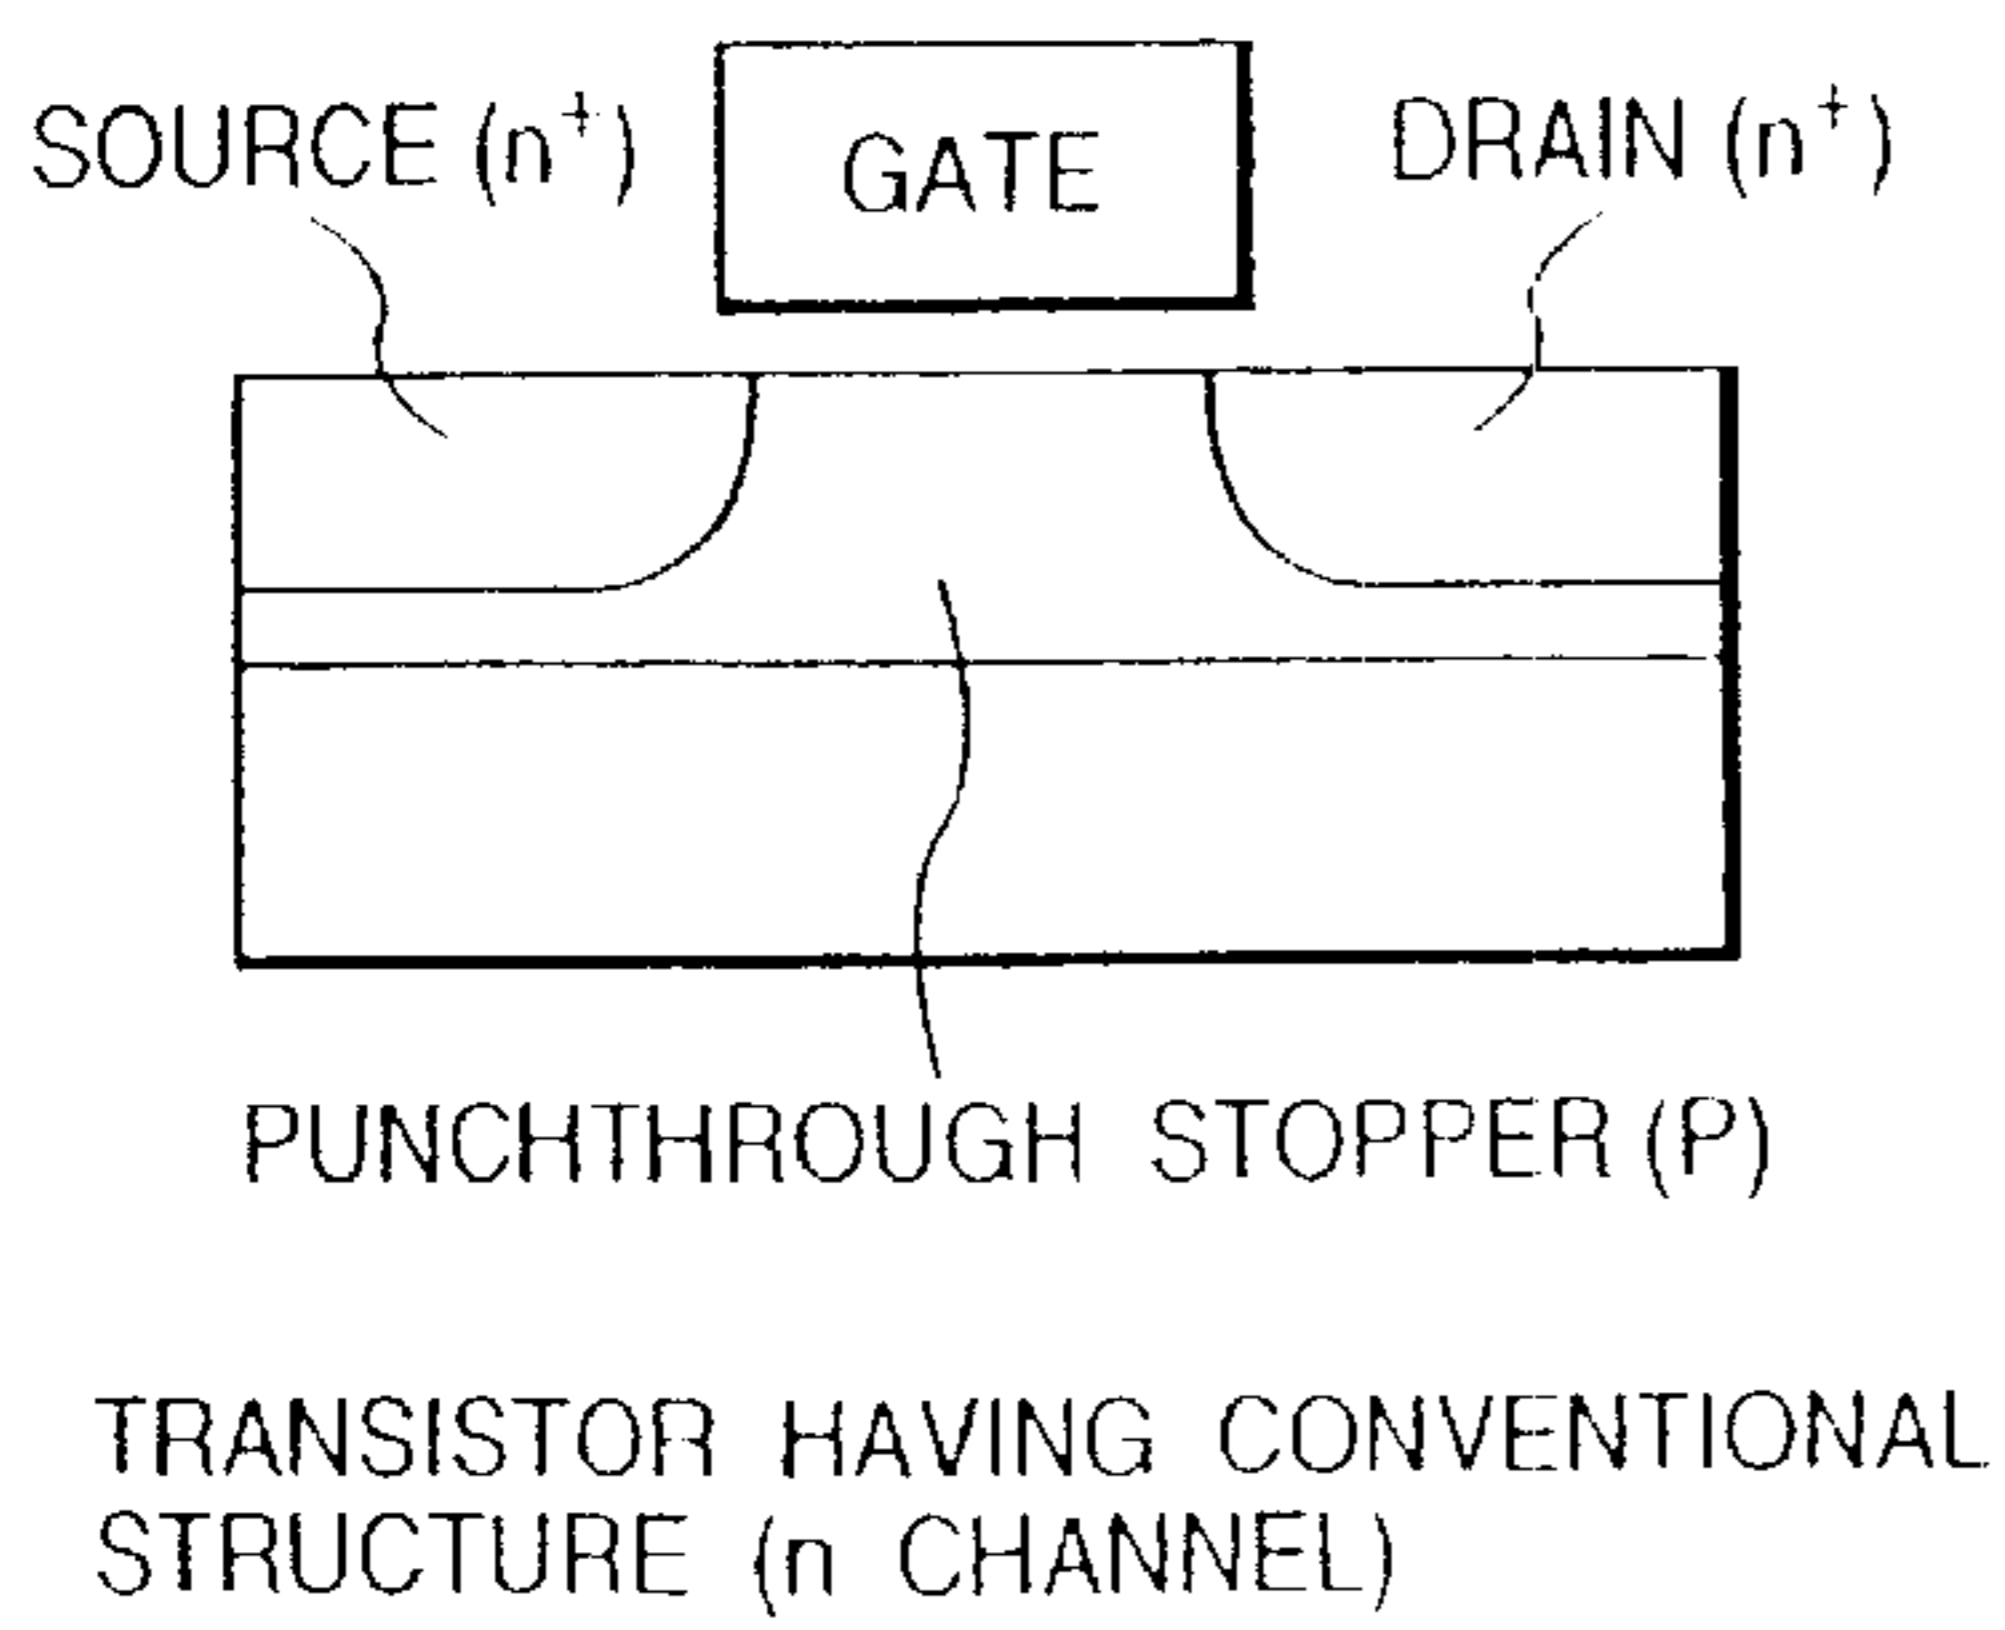 SOURCE (n⁺)
GATE
DRAIN (n⁺)
PUNCHTHROUGH STOPPER (P)
TRANSISTOR HAVING CONVENTIONAL
STRUCTURE (n CHANNEL)